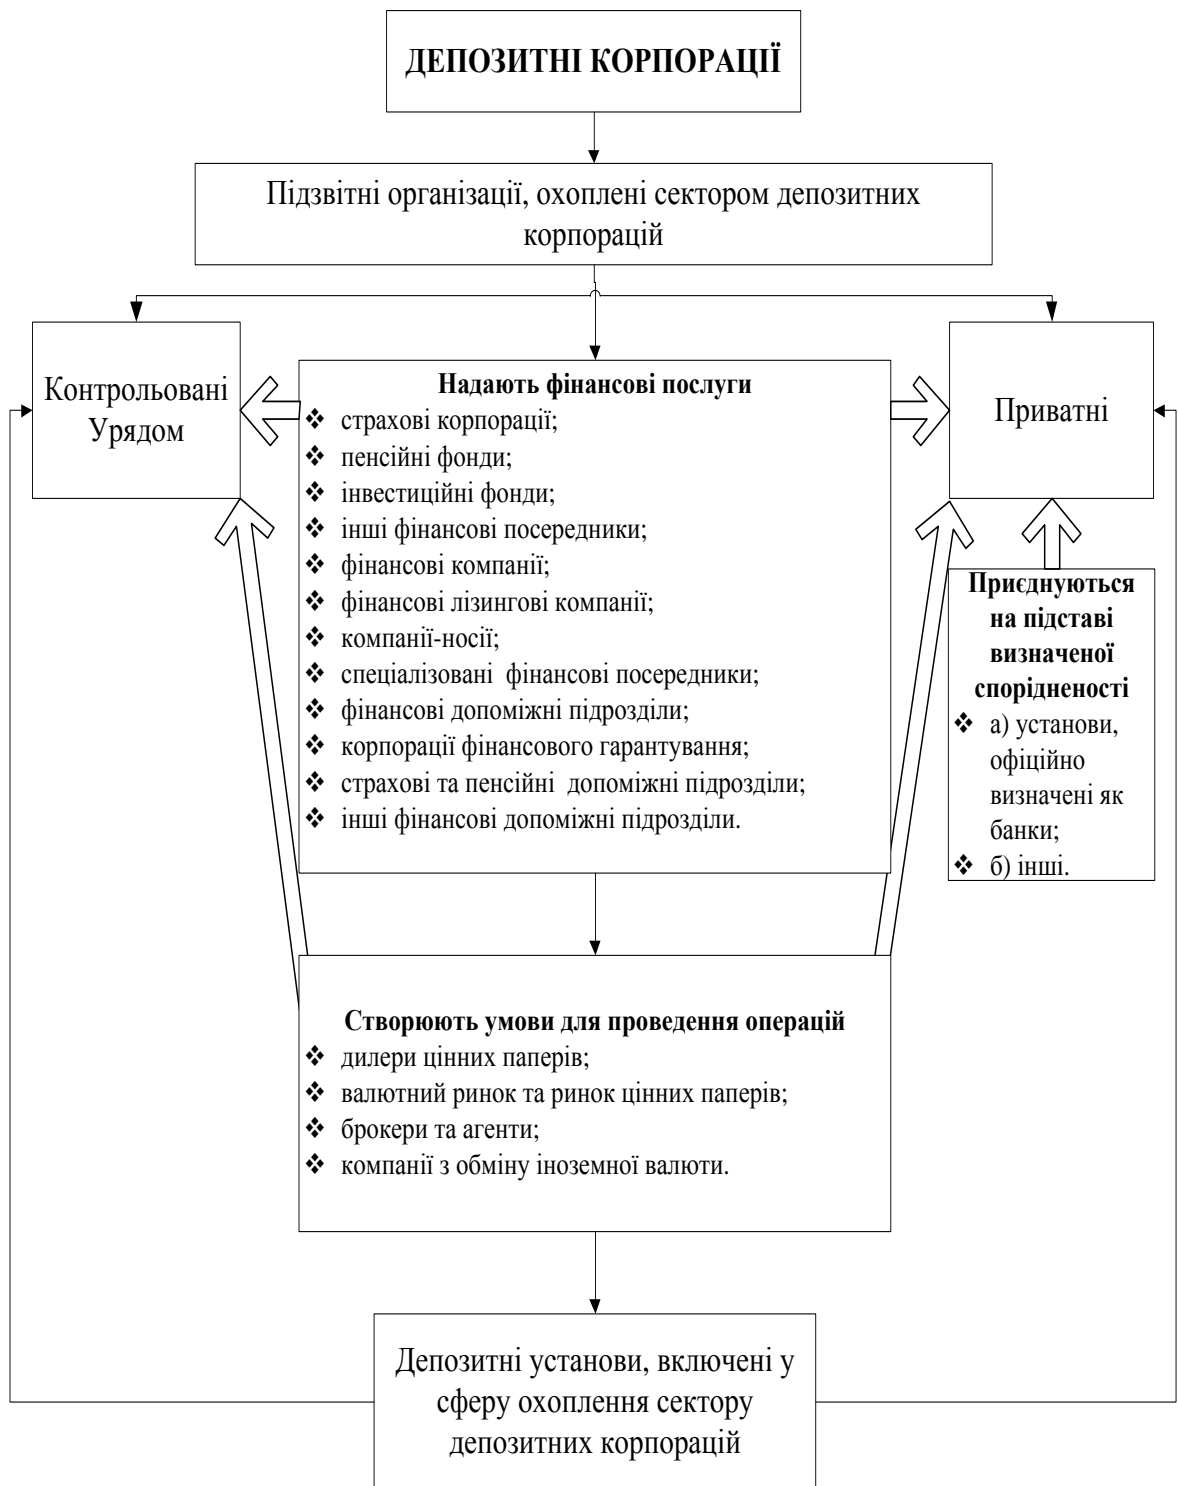 ДЕПОЗИТНІ КОРПОРАЦІЇ
Підзвітні організації, охоплені сектором депозитних
корпорацій
Контрольовані
Урядом
Надають фінансові послуги
❖ страхові корпорації;
❖ пенсійні фонди;
❖ інвестиційні фонди;
❖ інші фінансові посередники;
❖ фінансові компанії;
❖ фінансові лізингові компанії;
❖ компанії-носії;
❖ спеціалізовані фінансові посередники;
❖ фінансові допоміжні підрозділи;
❖ корпорації фінансового гарантування;
❖ страхові та пенсійні допоміжні підрозділи;
❖ інші фінансові допоміжні підрозділи.
Приватні
Приєднуються
на підставі
визначеної
спорідненості
❖ а) установи,
офіційно
визначені як
банки;
❖ б) інші.
Створюють умови для проведення операцій
❖ дилери цінних паперів;
❖ валютний ринок та ринок цінних паперів;
❖ брокери та агенти;
❖ компанії з обміну іноземної валюти.
Депозитні установи, включені у
сферу охоплення сектору
депозитних корпорацій